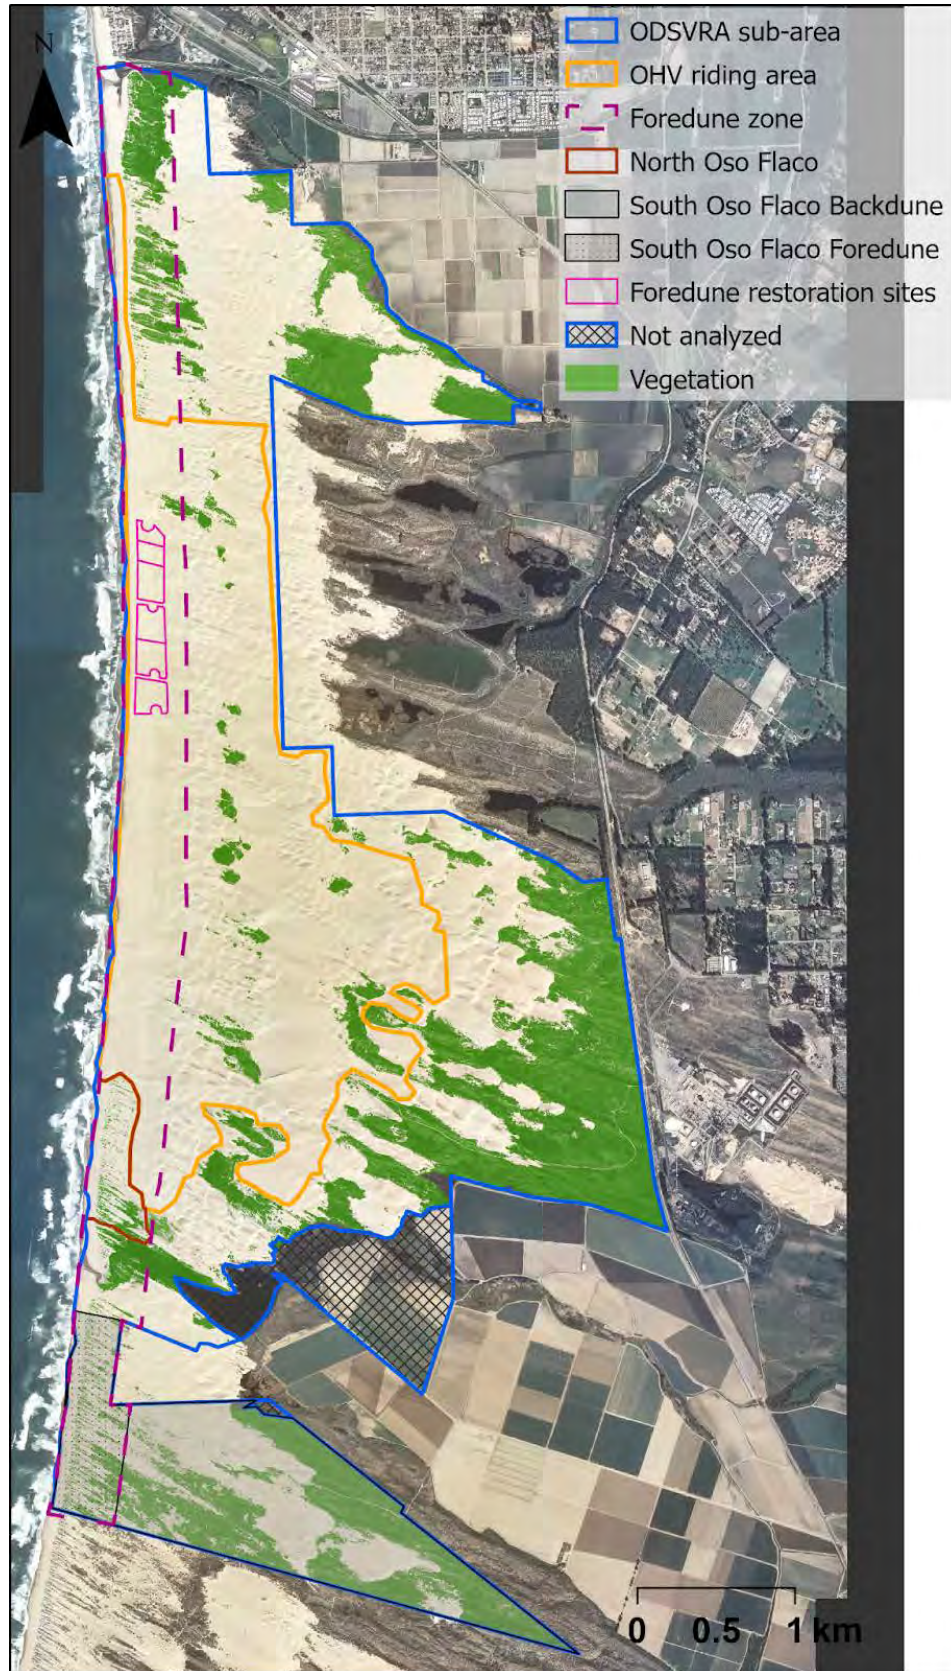 N
ODSVRA sub-area
OHV riding area
Foredune zone
North Oso Flaco
South Oso Flaco Backdune
South Oso Flaco Foredune
Foredune restoration sites
Not analyzed
Vegetation
0 0.5 1 km